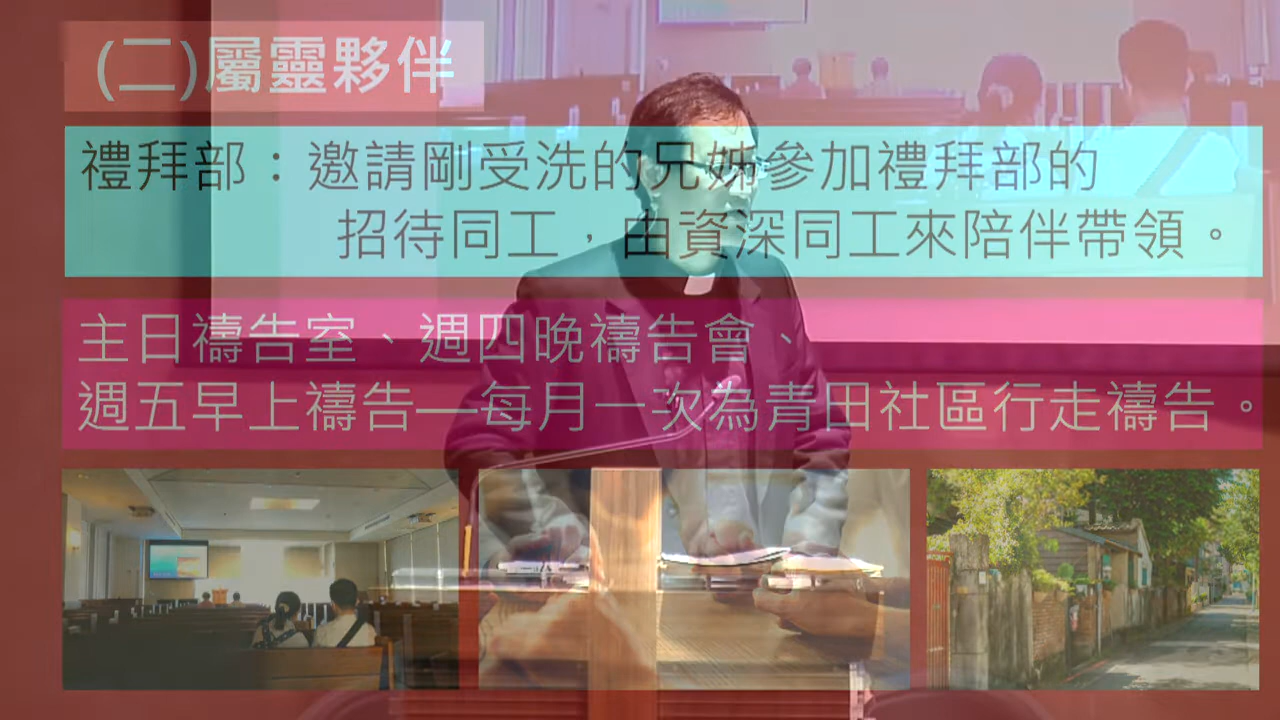 (二)屬靈夥伴
禮拜部：邀請剛受洗的兄姊參加禮拜部的
招待同工，由資深同工來陪伴帶領。
主日禱告室、週四晚禱告會、
週五早上禱告—每月一次為青田社區行走禱告。